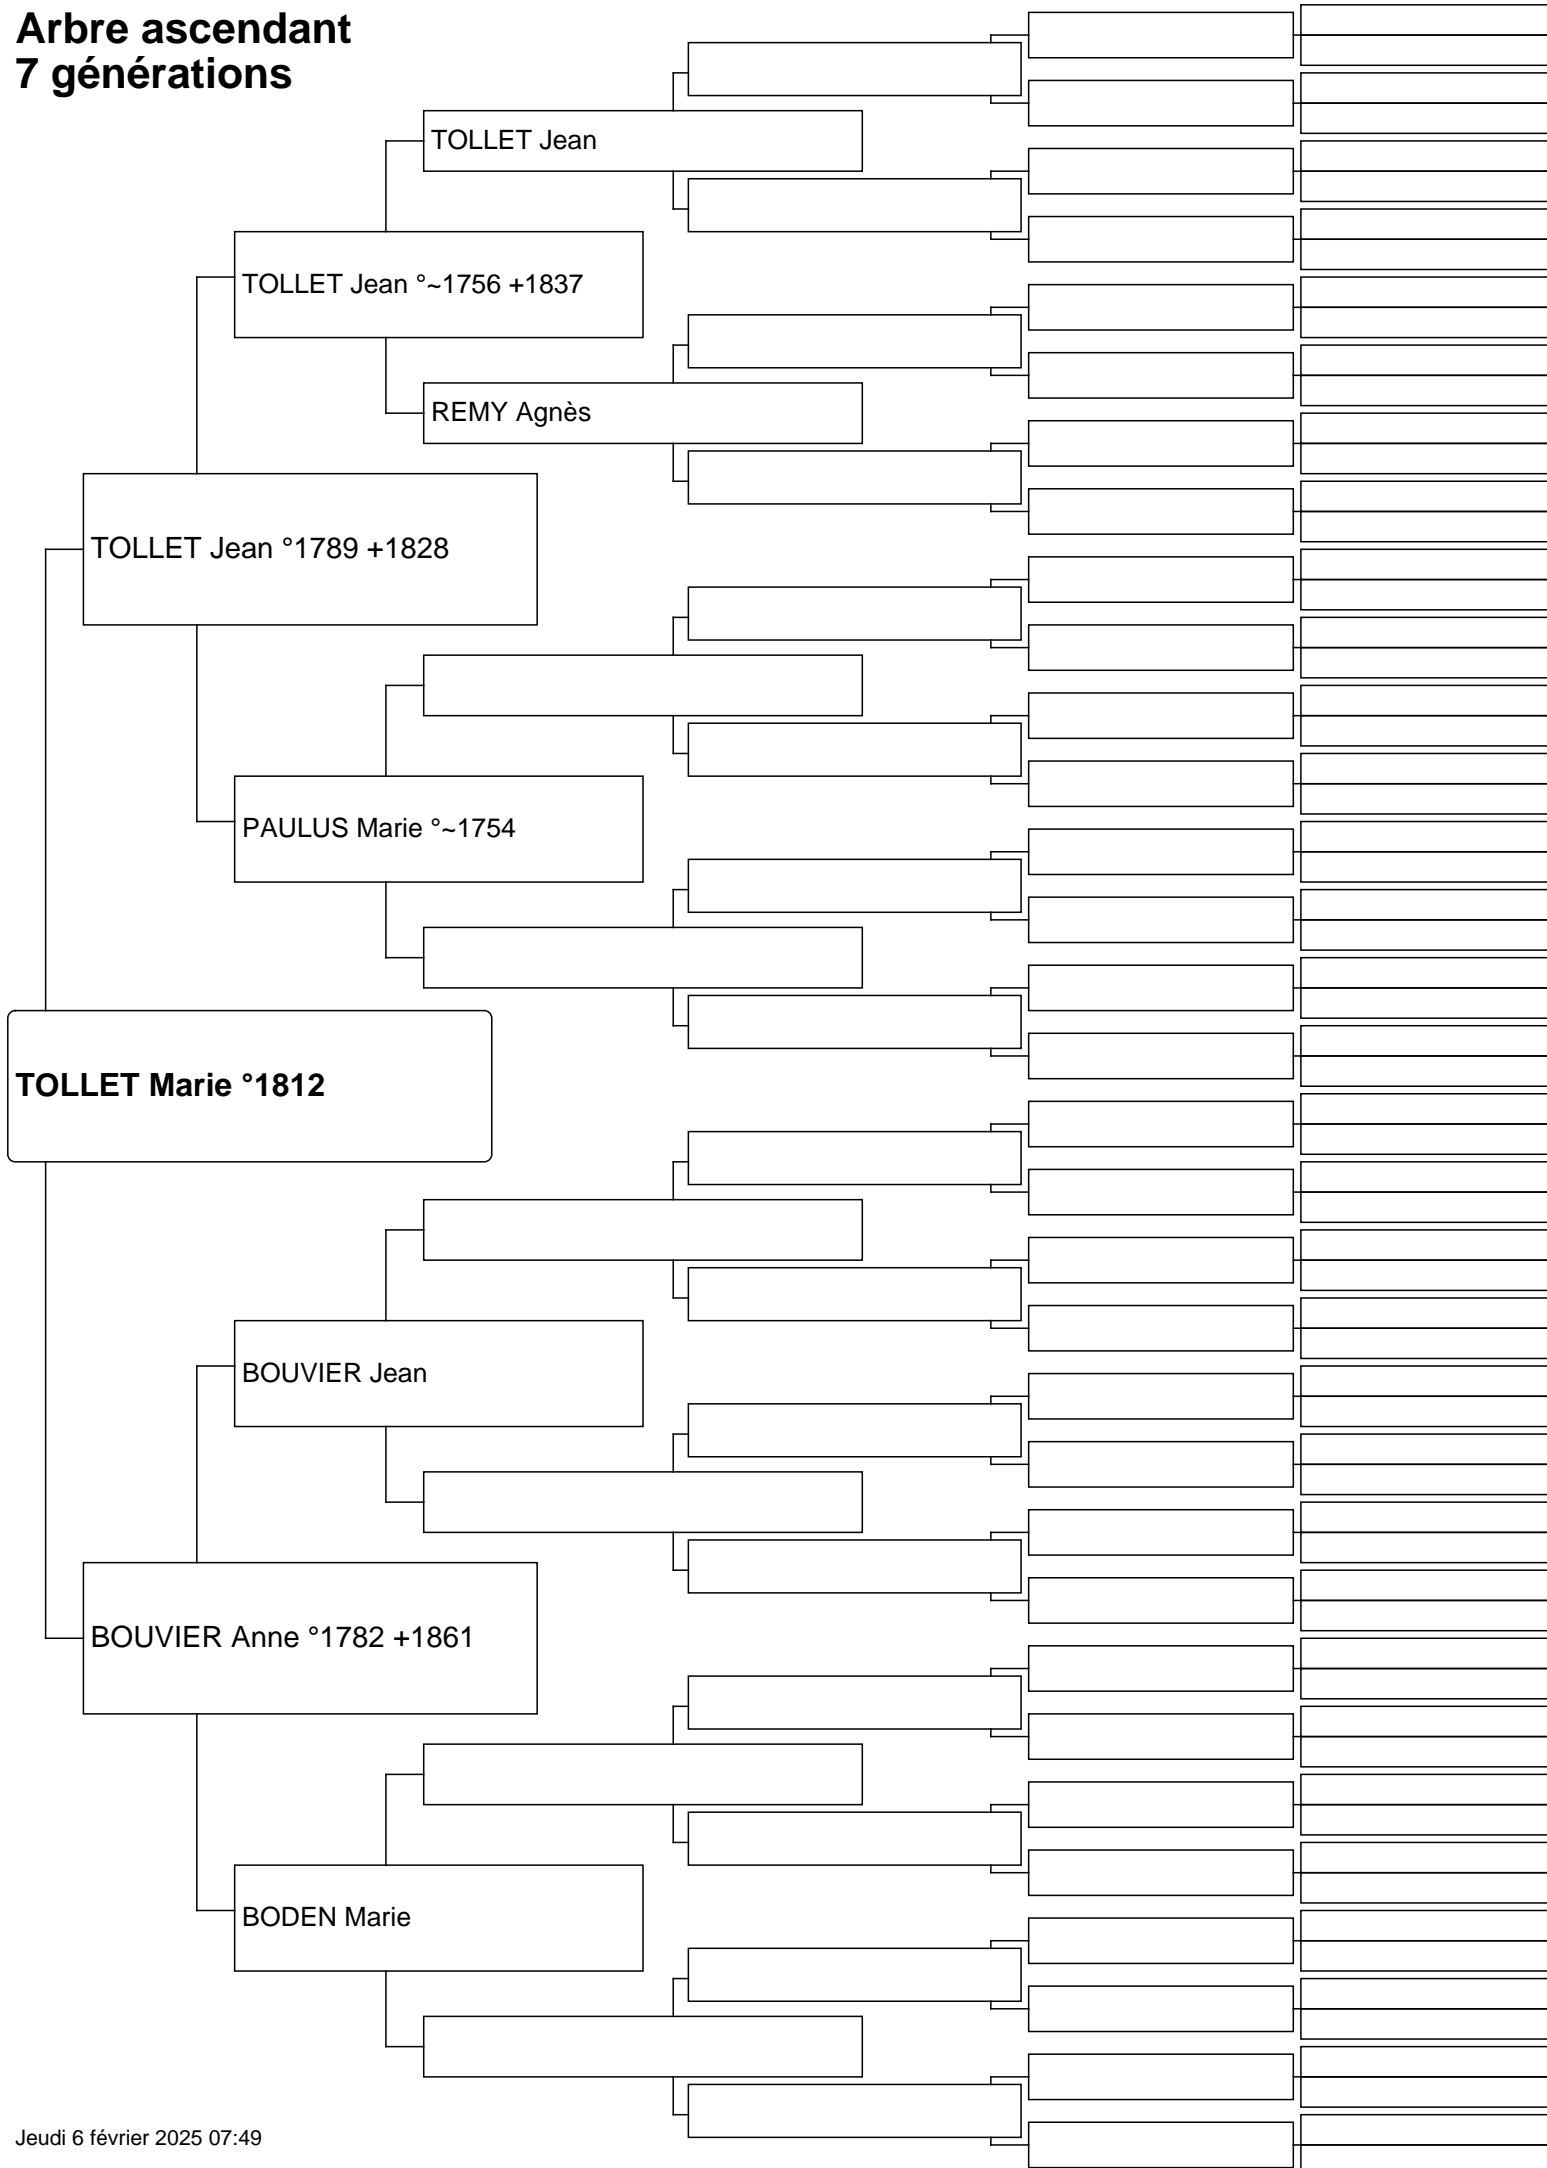 Arbre ascendant
7 générations
TOLLET Jean
TOLLET Jean °~1756 +1837
REMY Agnès
TOLLET Jean °1789 +1828
PAULUS Marie °~1754
TOLLET Marie °1812
BOUVIER Jean
BOUVIER Anne °1782 +1861
BODEN Marie
Jeudi 6 février 2025 07:49